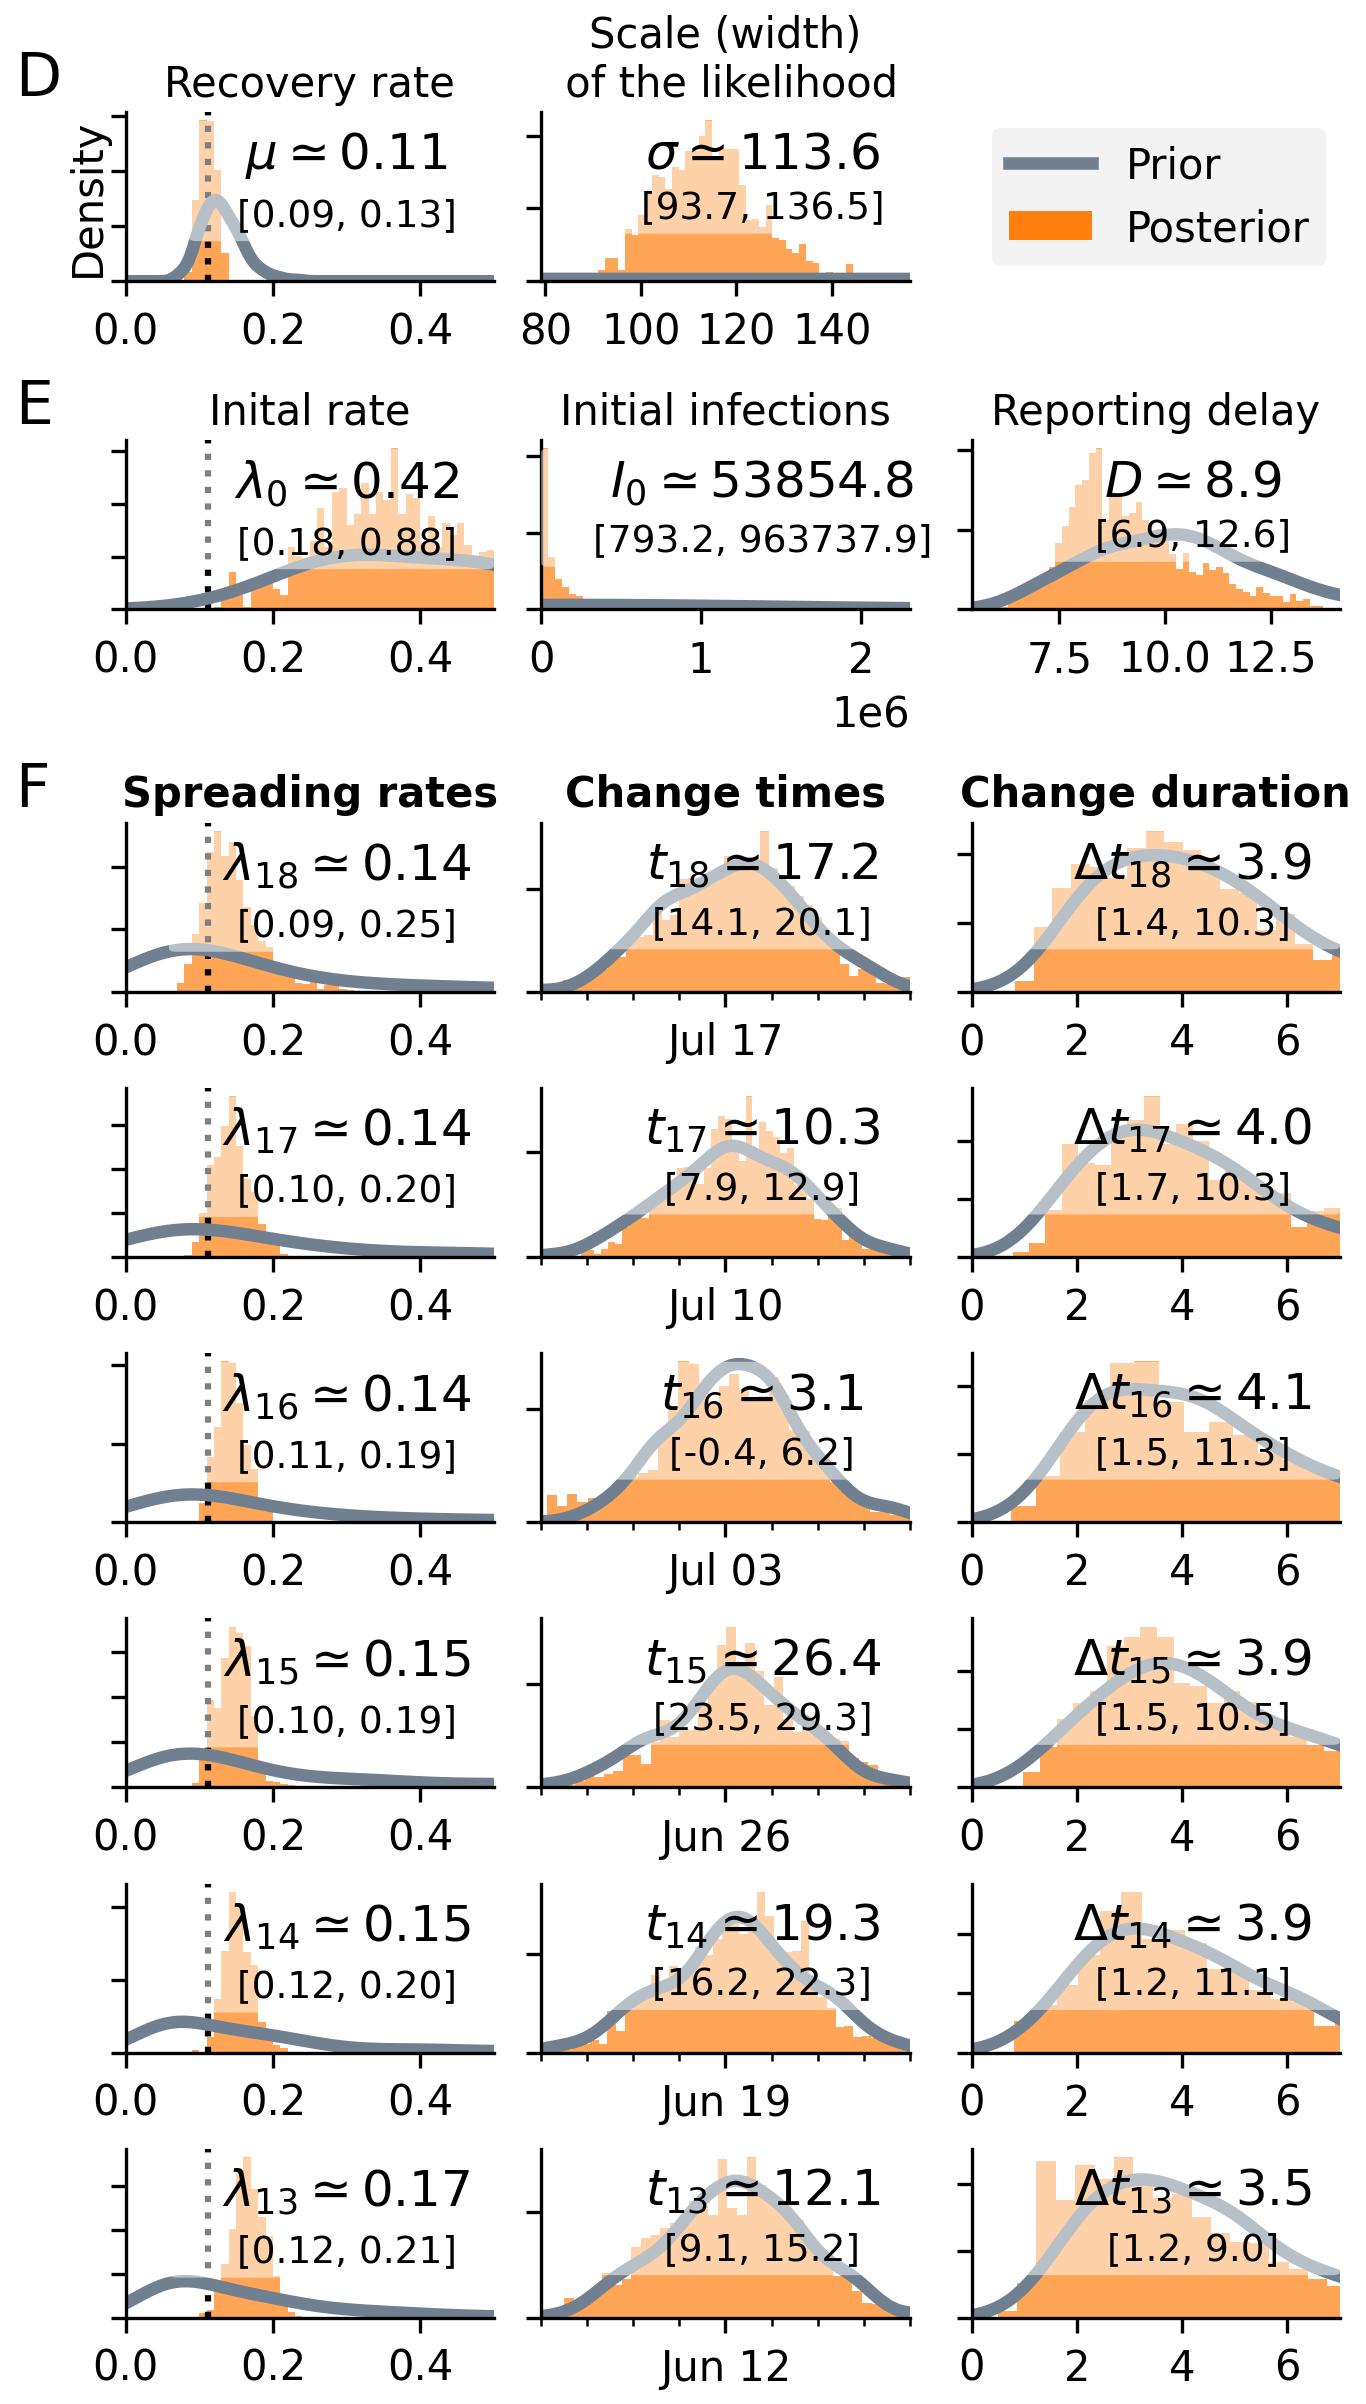 D
Recovery rate
Scale (width)
of the likelihood
Density
μ ≃ 0.11
[0.09, 0.13]
0.0 0.2 0.4
σ ≃ 113.6
[93.7, 136.5]
80 100 120 140
Prior
Posterior
E
Inital rate
λ0 ≃ 0.42
[0.18, 0.88]
0.0 0.2 0.4
Initial infections
I0 ≃ 53854.8
[793.2, 963737.9]
0 1 2
1e6
Reporting delay
D ≃ 8.9
[6.9, 12.6]
7.5 10.0 12.5
F
Spreading rates
Change times
Change duration
λ18 ≃ 0.14
[0.09, 0.25]
0.0 0.2 0.4
t18 ≃ 17.2
[14.1, 20.1]
Jul 17
Δt18 ≃ 3.9
[1.4, 10.3]
0 2 4 6
λ17 ≃ 0.14
[0.10, 0.20]
0.0 0.2 0.4
t17 ≃ 10.3
[7.9, 12.9]
Jul 10
Δt17 ≃ 4.0
[1.7, 10.3]
0 2 4 6
λ16 ≃ 0.14
[0.11, 0.19]
0.0 0.2 0.4
t16 ≃ 3.1
[-0.4, 6.2]
Jul 03
Δt16 ≃ 4.1
[1.5, 11.3]
0 2 4 6
λ15 ≃ 0.15
[0.10, 0.19]
0.0 0.2 0.4
t15 ≃ 26.4
[23.5, 29.3]
Jun 26
Δt15 ≃ 3.9
[1.5, 10.5]
0 2 4 6
λ14 ≃ 0.15
[0.12, 0.20]
0.0 0.2 0.4
t14 ≃ 19.3
[16.2, 22.3]
Jun 19
Δt14 ≃ 3.9
[1.2, 11.1]
0 2 4 6
λ13 ≃ 0.17
[0.12, 0.21]
0.0 0.2 0.4
t13 ≃ 12.1
[9.1, 15.2]
Jun 12
Δt13 ≃ 3.5
[1.2, 9.0]
0 2 4 6